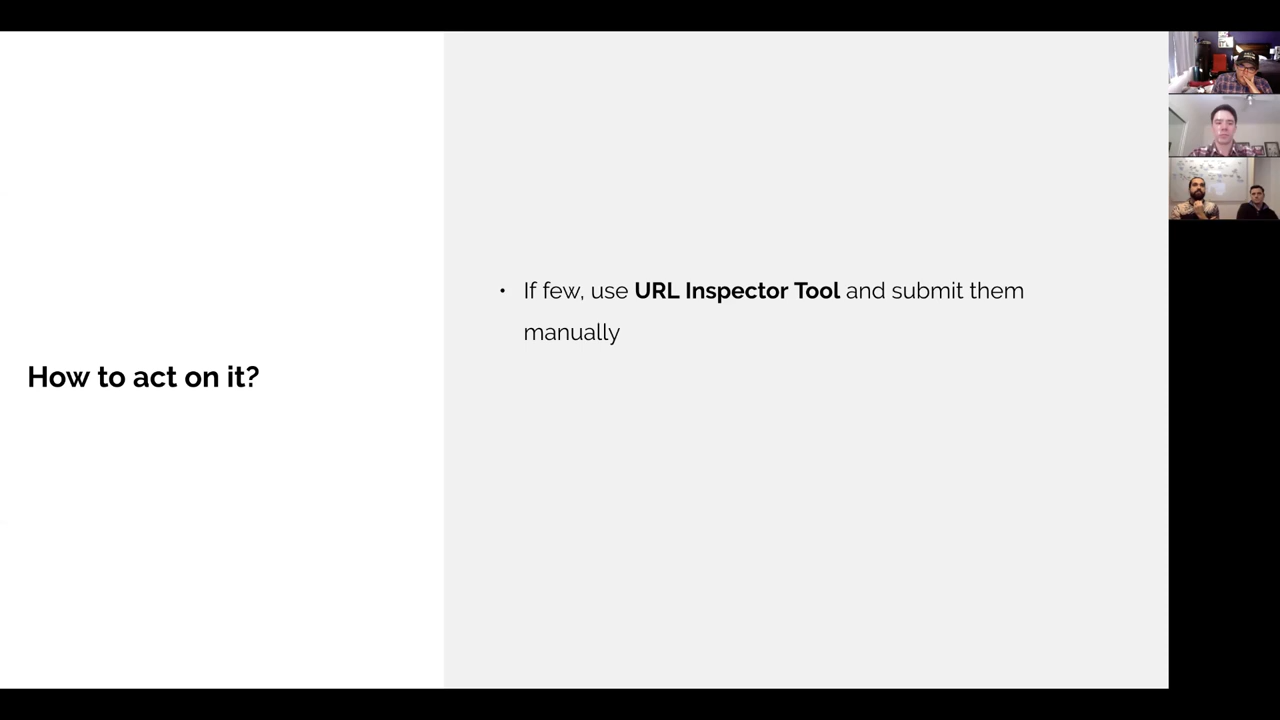 How to act on it?
• If few, use URL Inspector Tool and submit them
manually